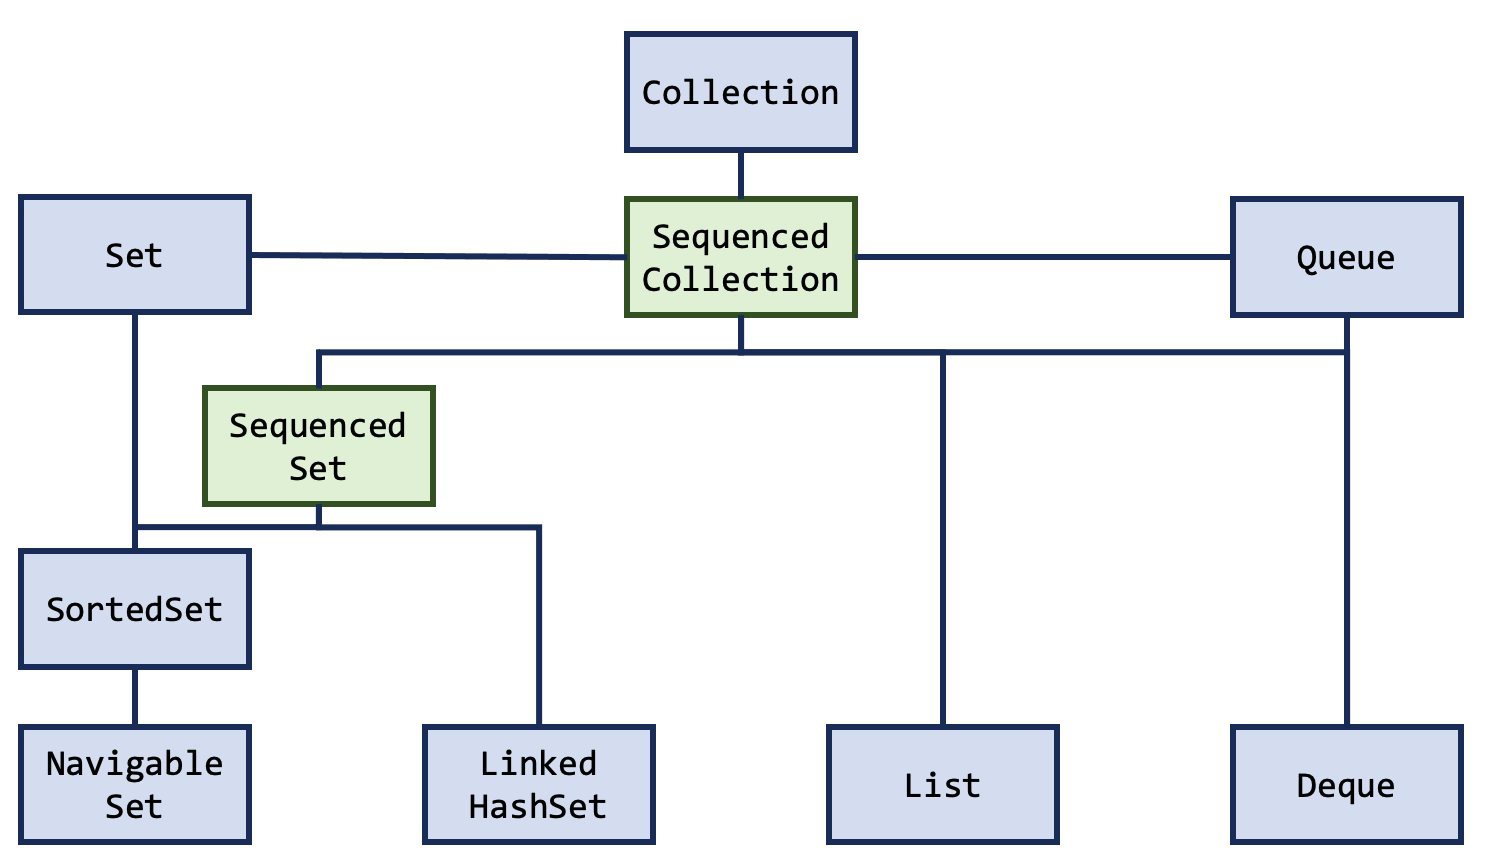 Collection
Set
Sequenced
Collection
Queue
Sequenced
Set
SortedSet
Navigable
Set
Linked
HashSet
List
Deque